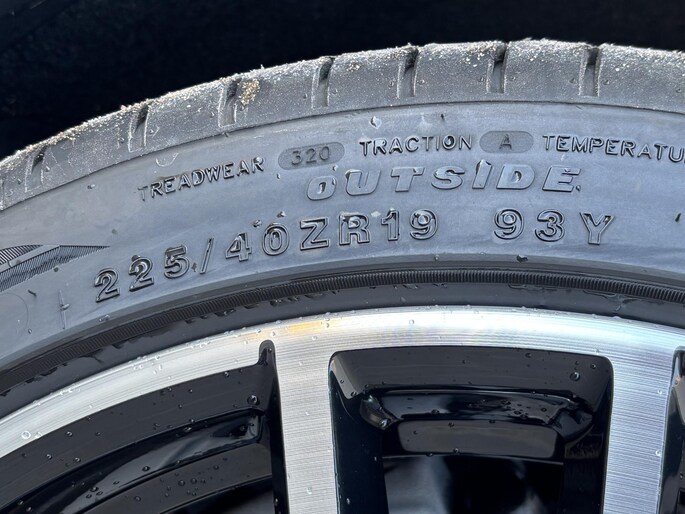 TREADWEAR 320 TRACTION A TEMPERATU
OUTSIDE
225/40ZR19 93Y